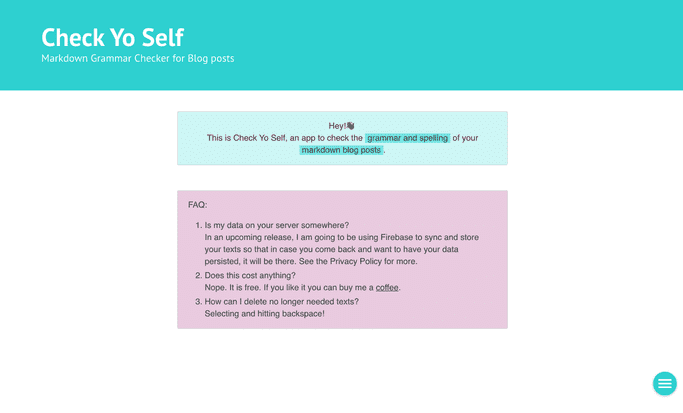 Check Yo Self
Markdown Grammar Checker for Blog posts
Hey!👋
This is Check Yo Self, an app to check the grammar and spelling of your
markdown blog posts.
FAQ:
1. Is my data on your server somewhere?
In an upcoming release, I am going to be using Firebase to sync and store
your texts so that in case you come back and want to have your data
persisted, it will be there. See the Privacy Policy for more.
2. Does this cost anything?
Nope. It is free. If you like it you can buy me a coffee.
3. How can I delete no longer needed texts?
Selecting and hitting backspace!